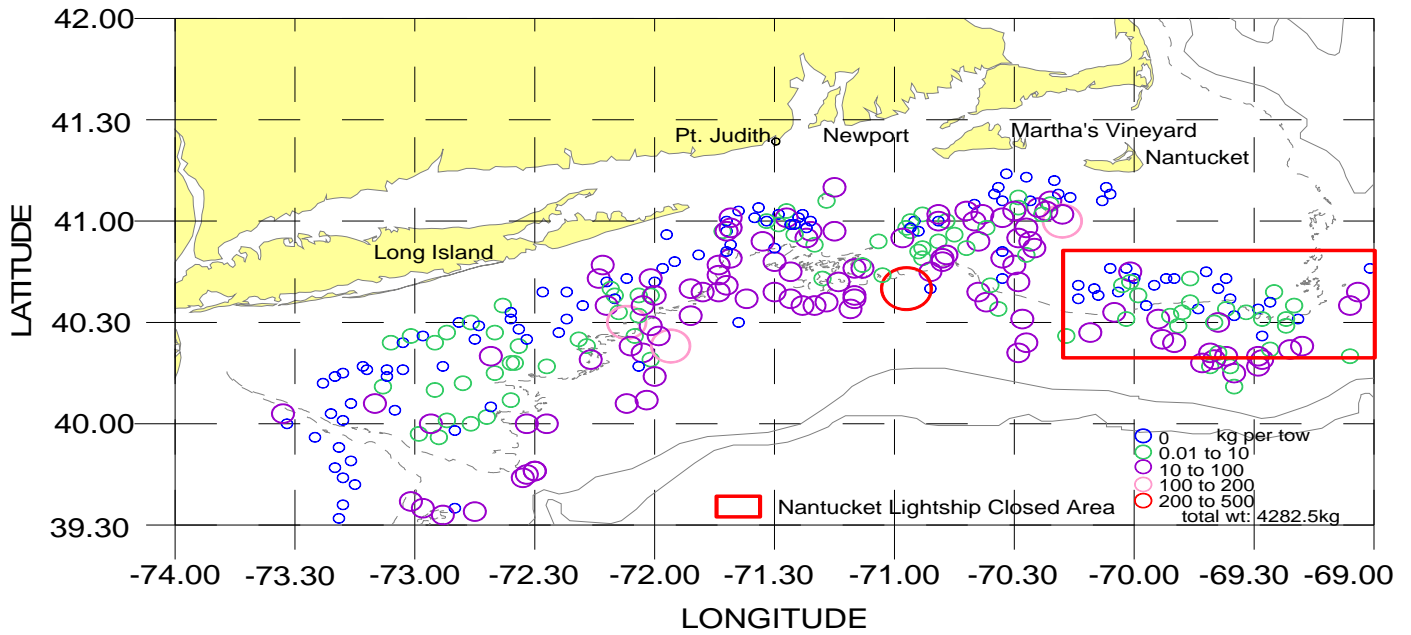 42.00
41.30
Pt. Judith
Newport
Martha's Vineyard
Nantucket
LATITUDE
41.00
Long Island
40.30
40.00
0 kg per tow
0.01 to 10
10 to 100
100 to 200
200 to 500
total wt: 4282.5kg
Nantucket Lightship Closed Area
39.30
-74.00 -73.30 -73.00 -72.30 -72.00 -71.30 -71.00 -70.30 -70.00 -69.30 -69.00
LONGITUDE